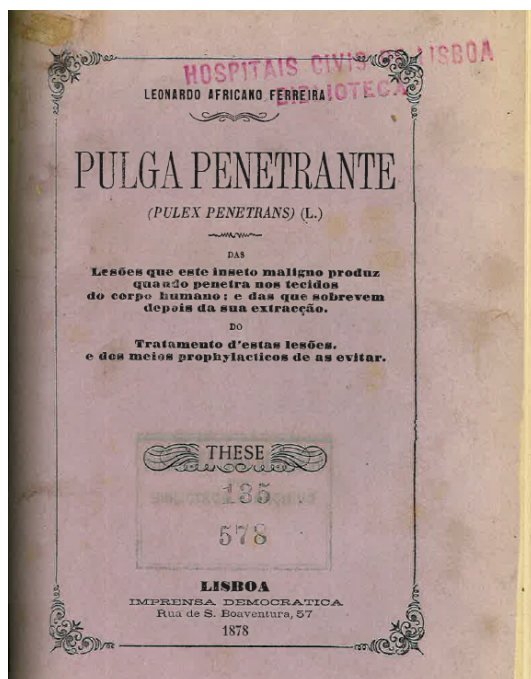 HOSPITAIS CIVIS DE LISBOA
BIBLIOTECA
LEONARDO AFRICANO FERREIRA
PULGA PENETRANTE
(PULEX PENETRANS) (L.)
DAS
Lesões que este inseto maligno produz
quando penetra nos tecidos
do corpo humano; e das que sobrevem
depois da sua extracção.
DO
Tratamento d'estas lesões,
e dos meios prophylacticos de as evitar.
THESE
135
578
LISBOA
IMPRENSA DEMOCRATICA
Rua de S. Boaventura, 57
1878